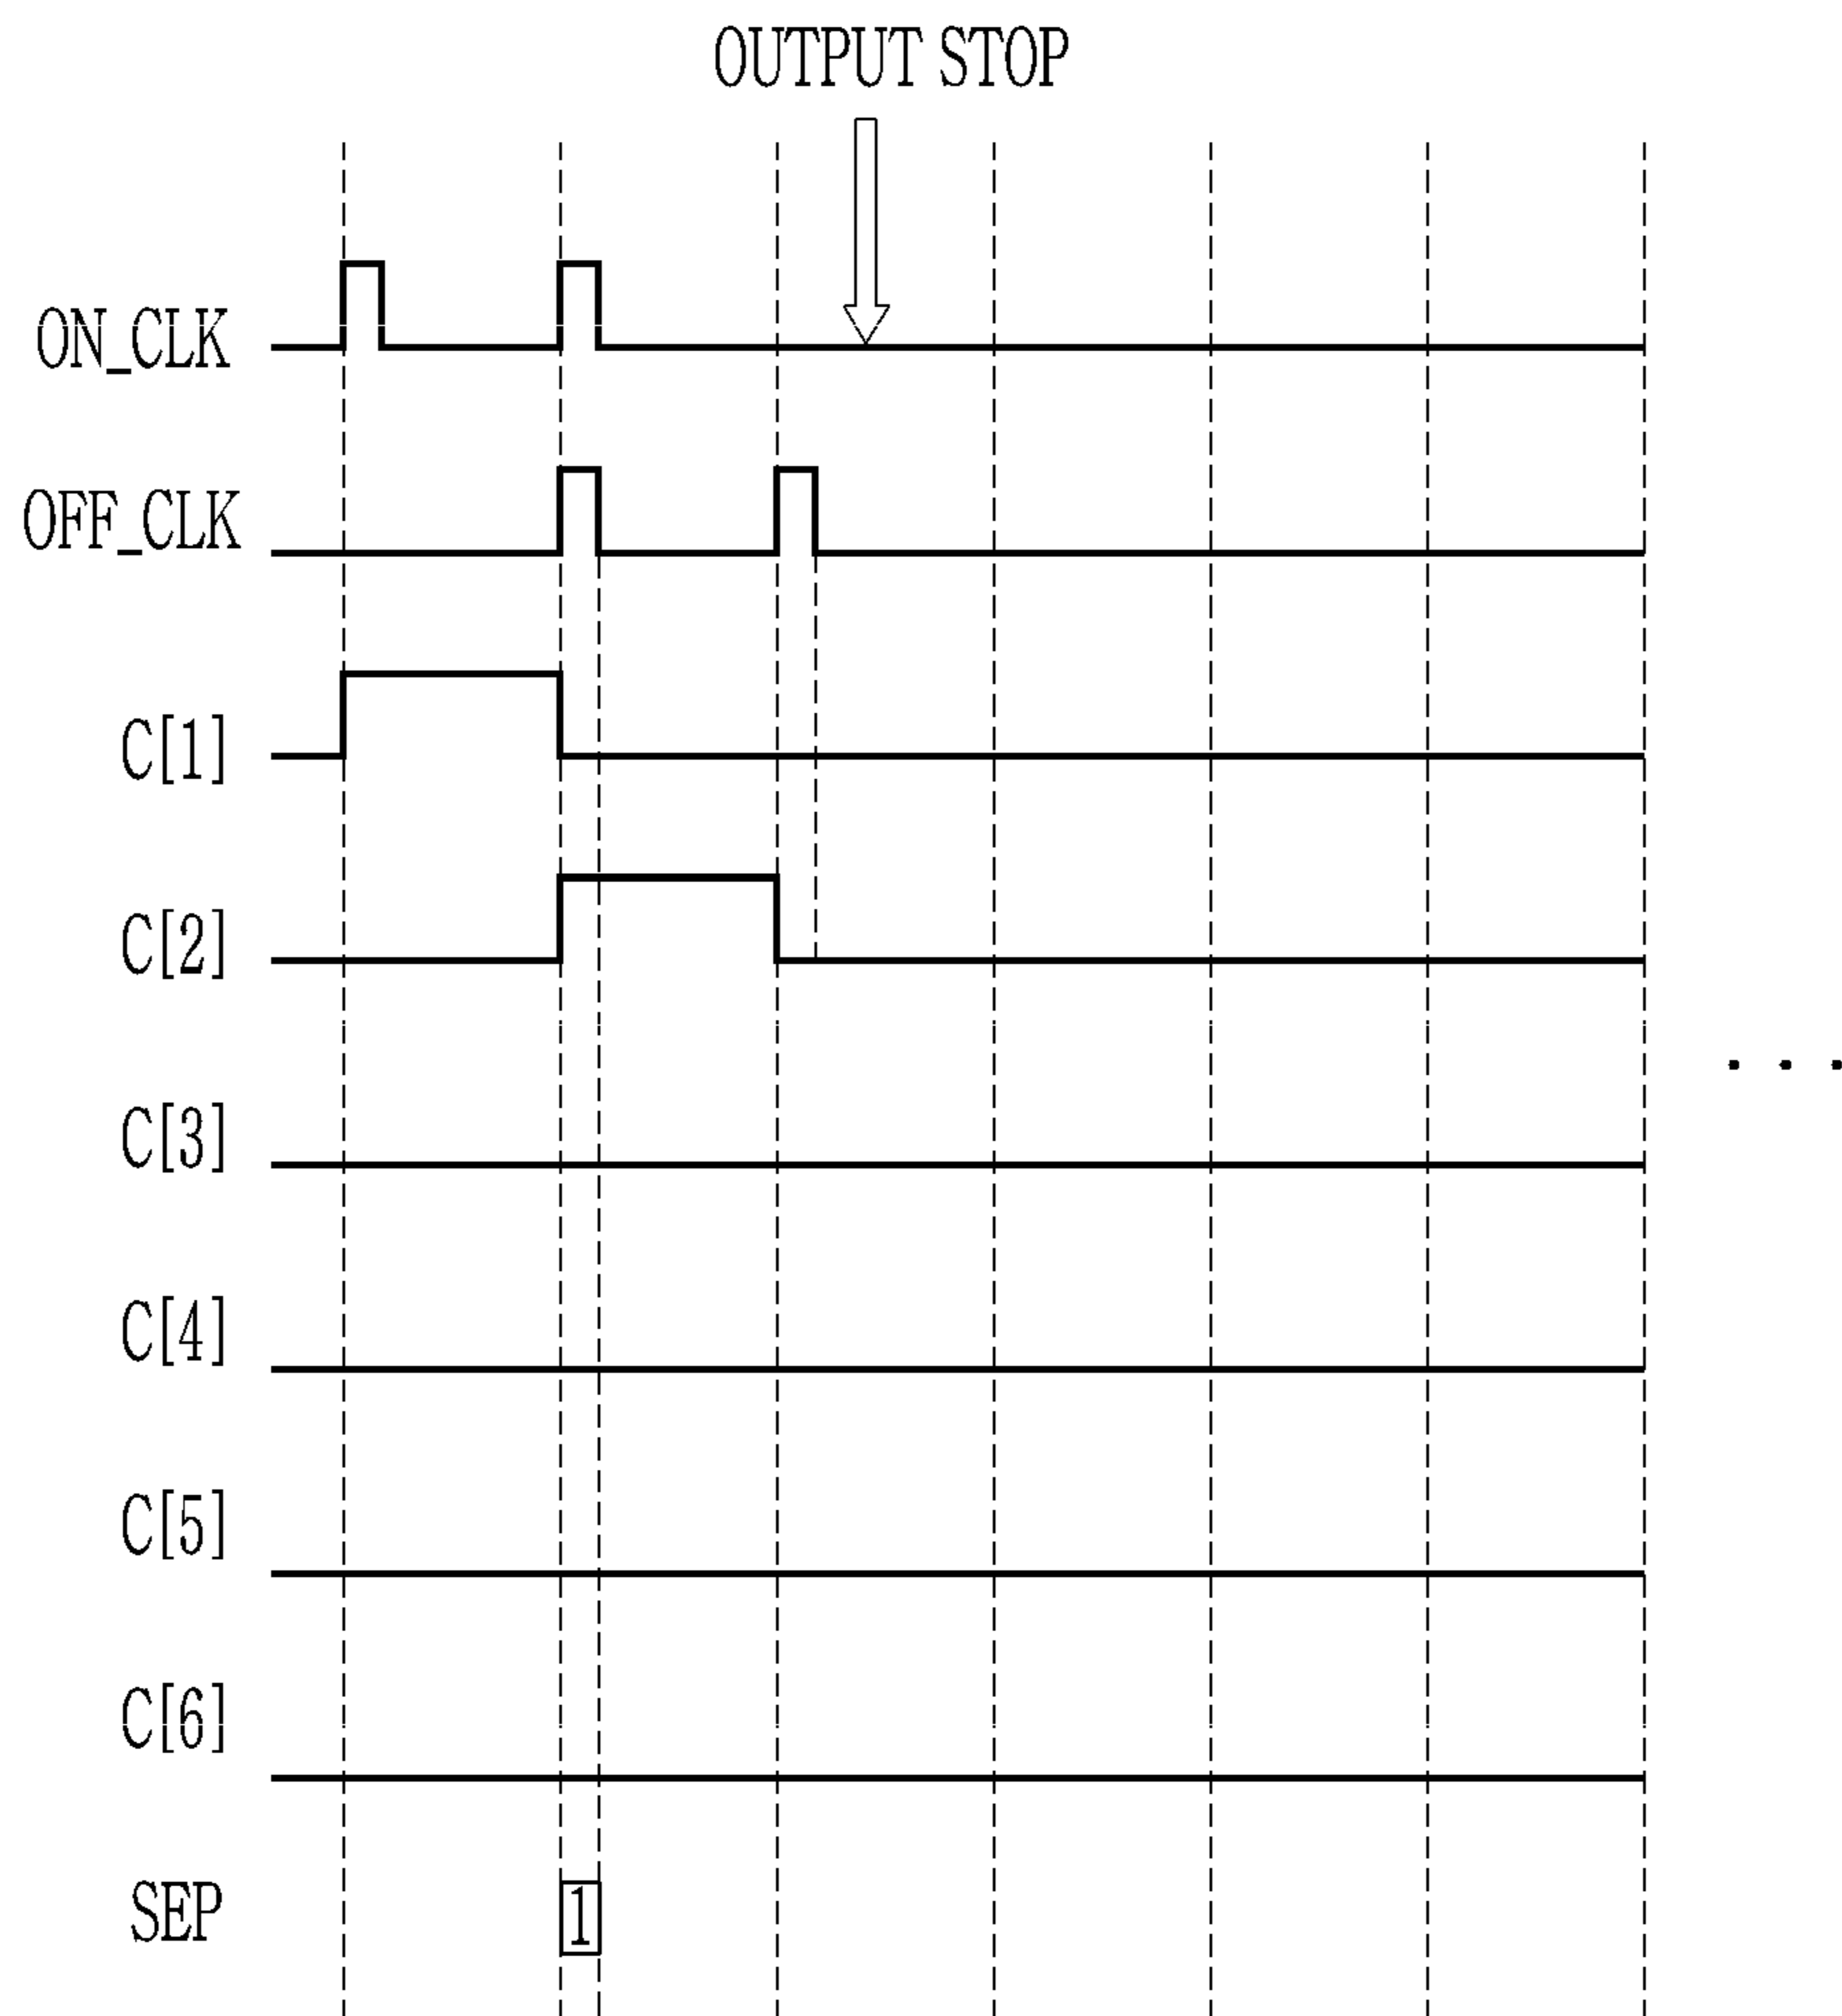 OUTPUT STOP
ON_CLK
OFF_CLK
C[1]
C[2]
...
C[3]
C[4]
C[5]
C[6]
SEP 1